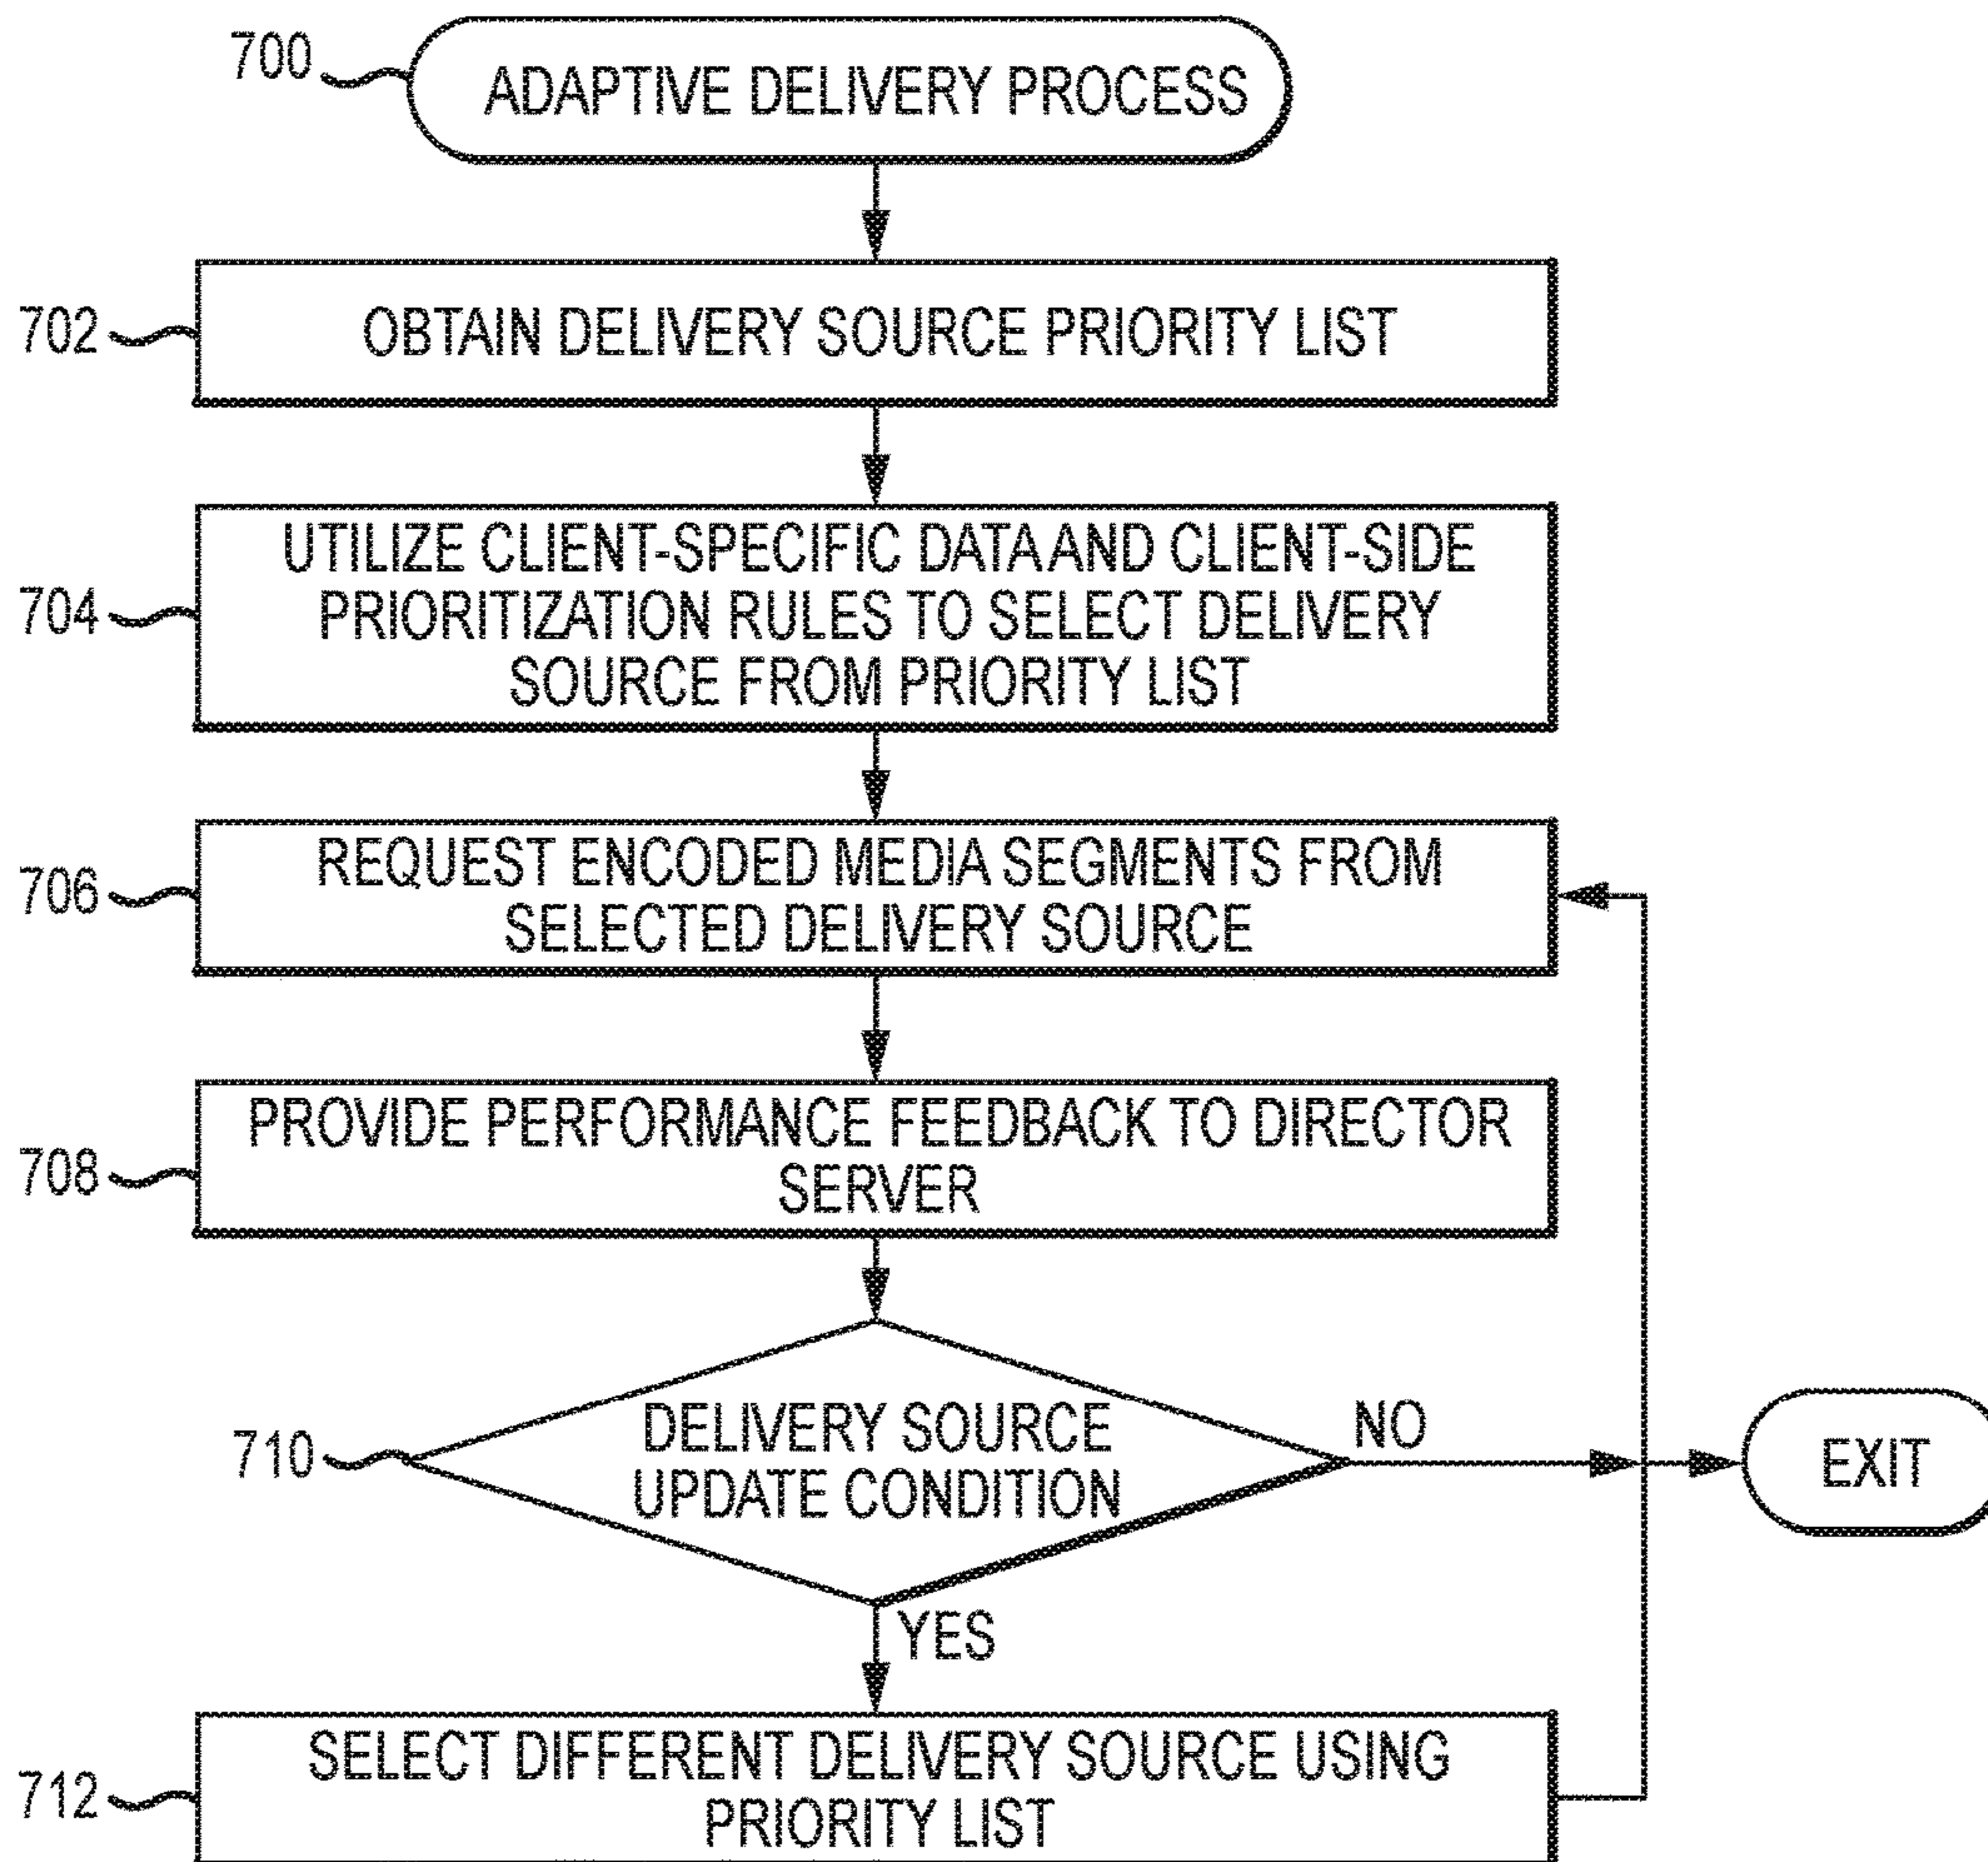 700
ADAPTIVE DELIVERY PROCESS
702
OBTAIN DELIVERY SOURCE PRIORITY LIST
704
UTILIZE CLIENT-SPECIFIC DATA AND CLIENT-SIDE
PRIORITIZATION RULES TO SELECT DELIVERY
SOURCE FROM PRIORITY LIST
706
REQUEST ENCODED MEDIA SEGMENTS FROM
SELECTED DELIVERY SOURCE
708
PROVIDE PERFORMANCE FEEDBACK TO DIRECTOR
SERVER
710
DELIVERY SOURCE
UPDATE CONDITION
NO
EXIT
YES
712
SELECT DIFFERENT DELIVERY SOURCE USING
PRIORITY LIST